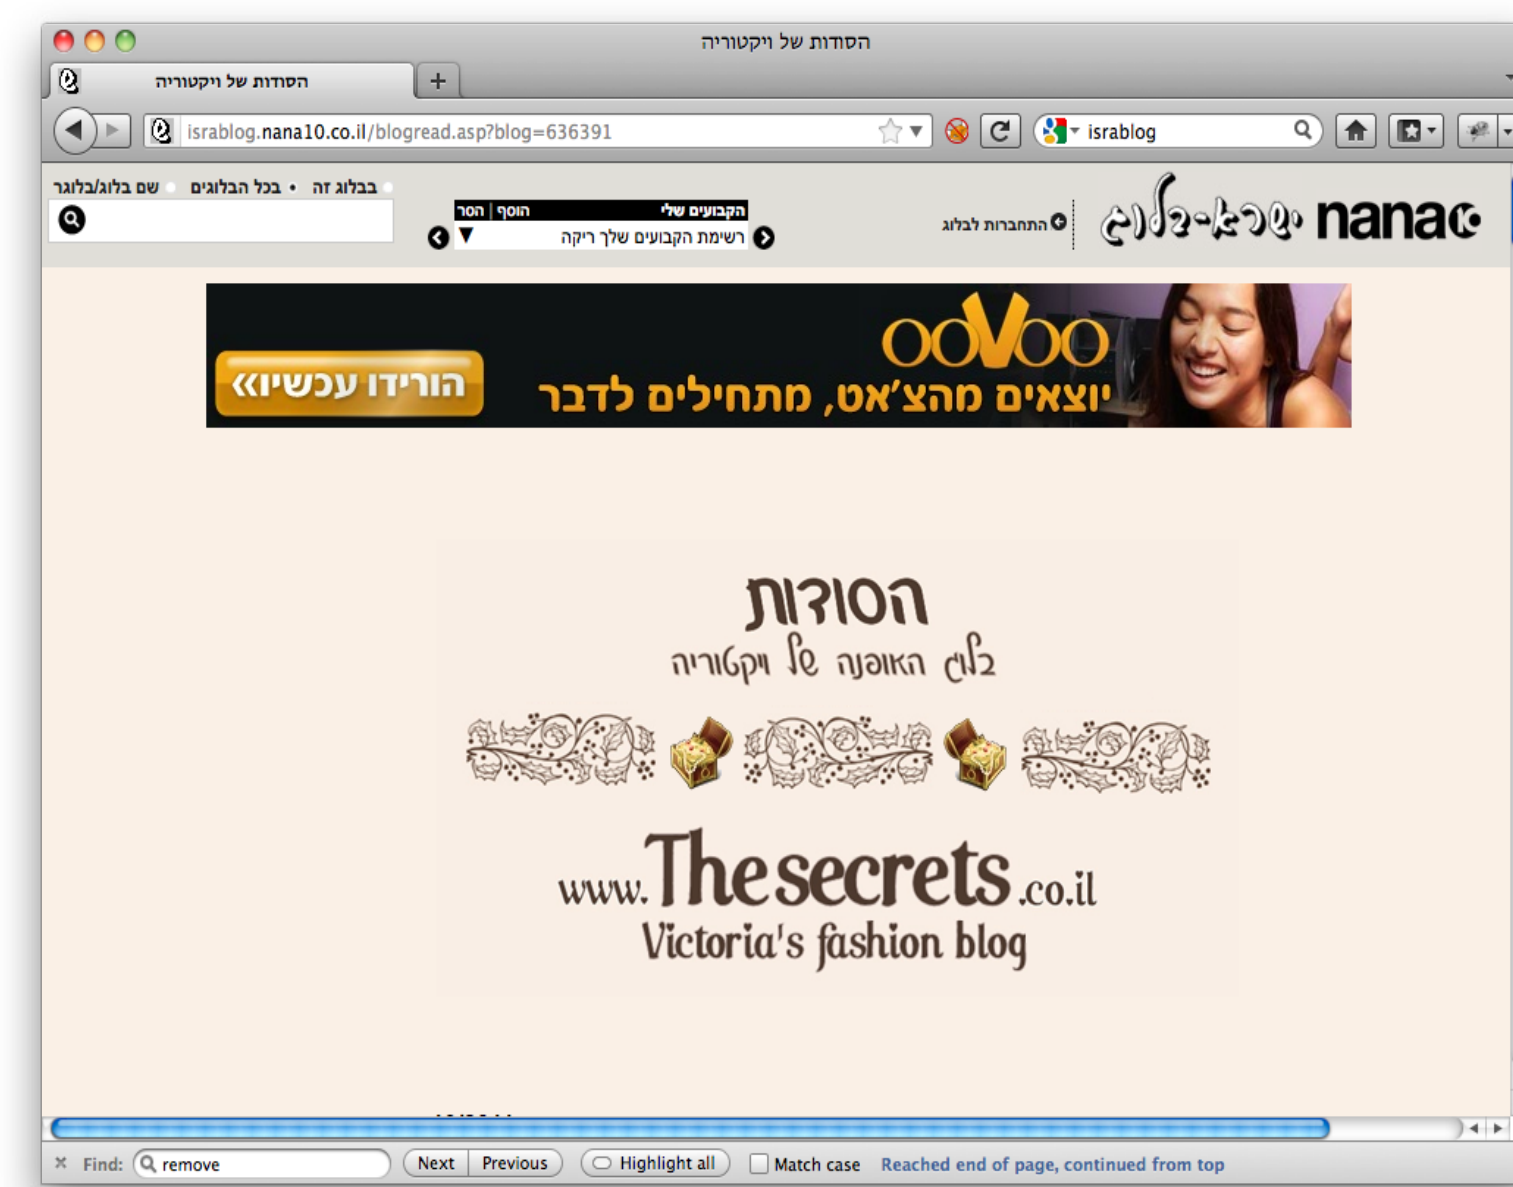 הסודות של ויקטוריה
הסודות של ויקטוריה
israblog.nana10.co.il/blogread.asp?blog=636391
israblog
בבלוג זה בכל הבלוגים שם בלוג/בלוגר
הקבועים שלי הוסף | הסר
רשימת הקבועים שלך ריקה
התחברות לבלוג
ישרא-בלוג nana10
ooVoo
יוצאים מהצ'אט, מתחילים לדבר
הורידו עכשיו»
הסודות
בלוג האופנה של ויקטוריה
www.Thesecrets.co.il
Victoria's fashion blog
Find: remove Next Previous Highlight all Match case Reached end of page, continued from top